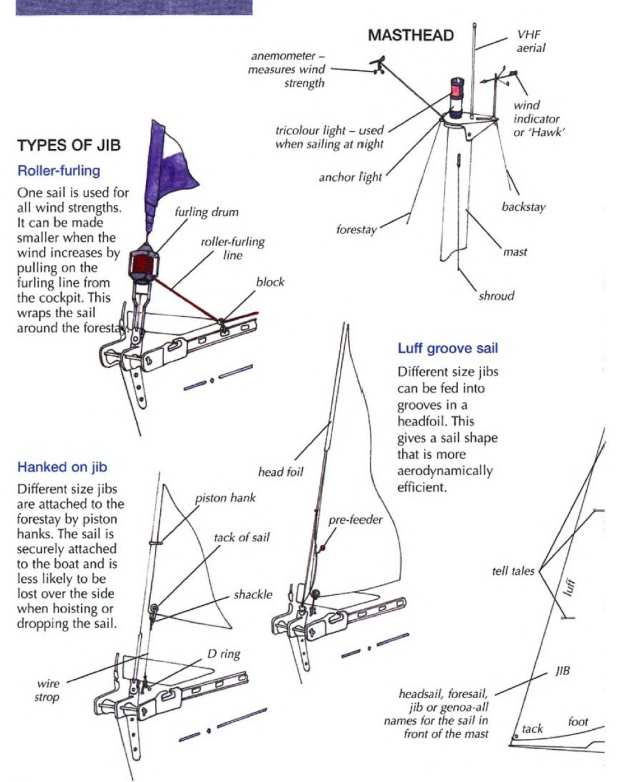 MASTHEAD
VHF
aerial
anemometer –
measures wind
strength
wind
indicator
or 'Hawk'
tricolour light – used
when sailing at night
anchor light
forestay
backstay
mast
shroud
TYPES OF JIB
Roller-furling
One sail is used for
all wind strengths.
It can be made
smaller when the
wind increases by
pulling on the
furling line from
the cockpit. This
wraps the sail
around the foresta
furling drum
roller-furling
line
block
Luff groove sail
Different size jibs
can be fed into
grooves in a
headfoil. This
gives a sail shape
that is more
aerodynamically
efficient.
head foil
pre-feeder
Hanked on jib
Different size jibs
are attached to the
forestay by piston
hanks. The sail is
securely attached
to the boat and is
less likely to be
lost over the side
when hoisting or
dropping the sail.
piston hank
tack of sail
shackle
D ring
wire
strop
tell tales
luff
JIB
headsail, foresail,
jib or genoa-all
names for the sail in
front of the mast
tack
foot